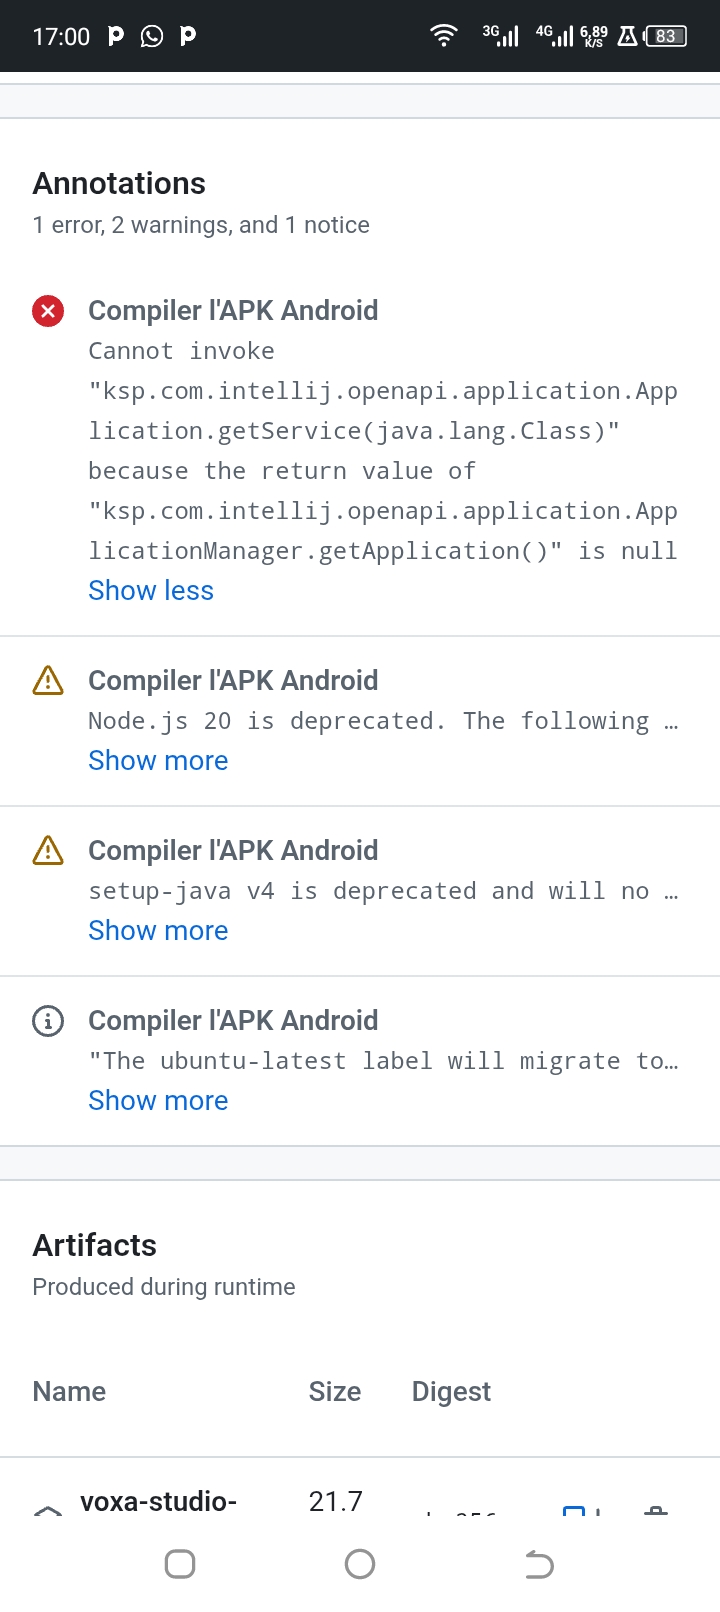 17:00
3G 4G 6,89 K/S 83
Annotations
1 error, 2 warnings, and 1 notice
Compiler l'APK Android
Cannot invoke
"ksp.com.intellij.openapi.application.App
lication.getService(java.lang.Class)"
because the return value of
"ksp.com.intellij.openapi.application.App
licationManager.getApplication()" is null
Show less
Compiler l'APK Android
Node.js 20 is deprecated. The following …
Show more
Compiler l'APK Android
setup-java v4 is deprecated and will no …
Show more
Compiler l'APK Android
"The ubuntu-latest label will migrate to…
Show more
Artifacts
Produced during runtime
Name Size Digest
voxa-studio- 21.7